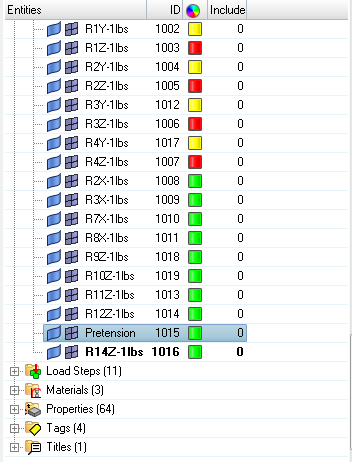 Entities ID Include
R1Y-1lbs 1002 0
R1Z-1lbs 1003 0
R2Y-1lbs 1004 0
R2Z-1lbs 1005 0
R3Y-1lbs 1012 0
R3Z-1lbs 1006 0
R4Y-1lbs 1017 0
R4Z-1lbs 1007 0
R2X-1lbs 1008 0
R3X-1lbs 1009 0
R7X-1lbs 1010 0
R8X-1lbs 1011 0
R9Z-1lbs 1018 0
R10Z-1lbs 1019 0
R11Z-1lbs 1013 0
R12Z-1lbs 1014 0
Pretension 1015 0
R14Z-1lbs 1016 0
Load Steps (11)
Materials (3)
Properties (64)
Tags (4)
Titles (1)